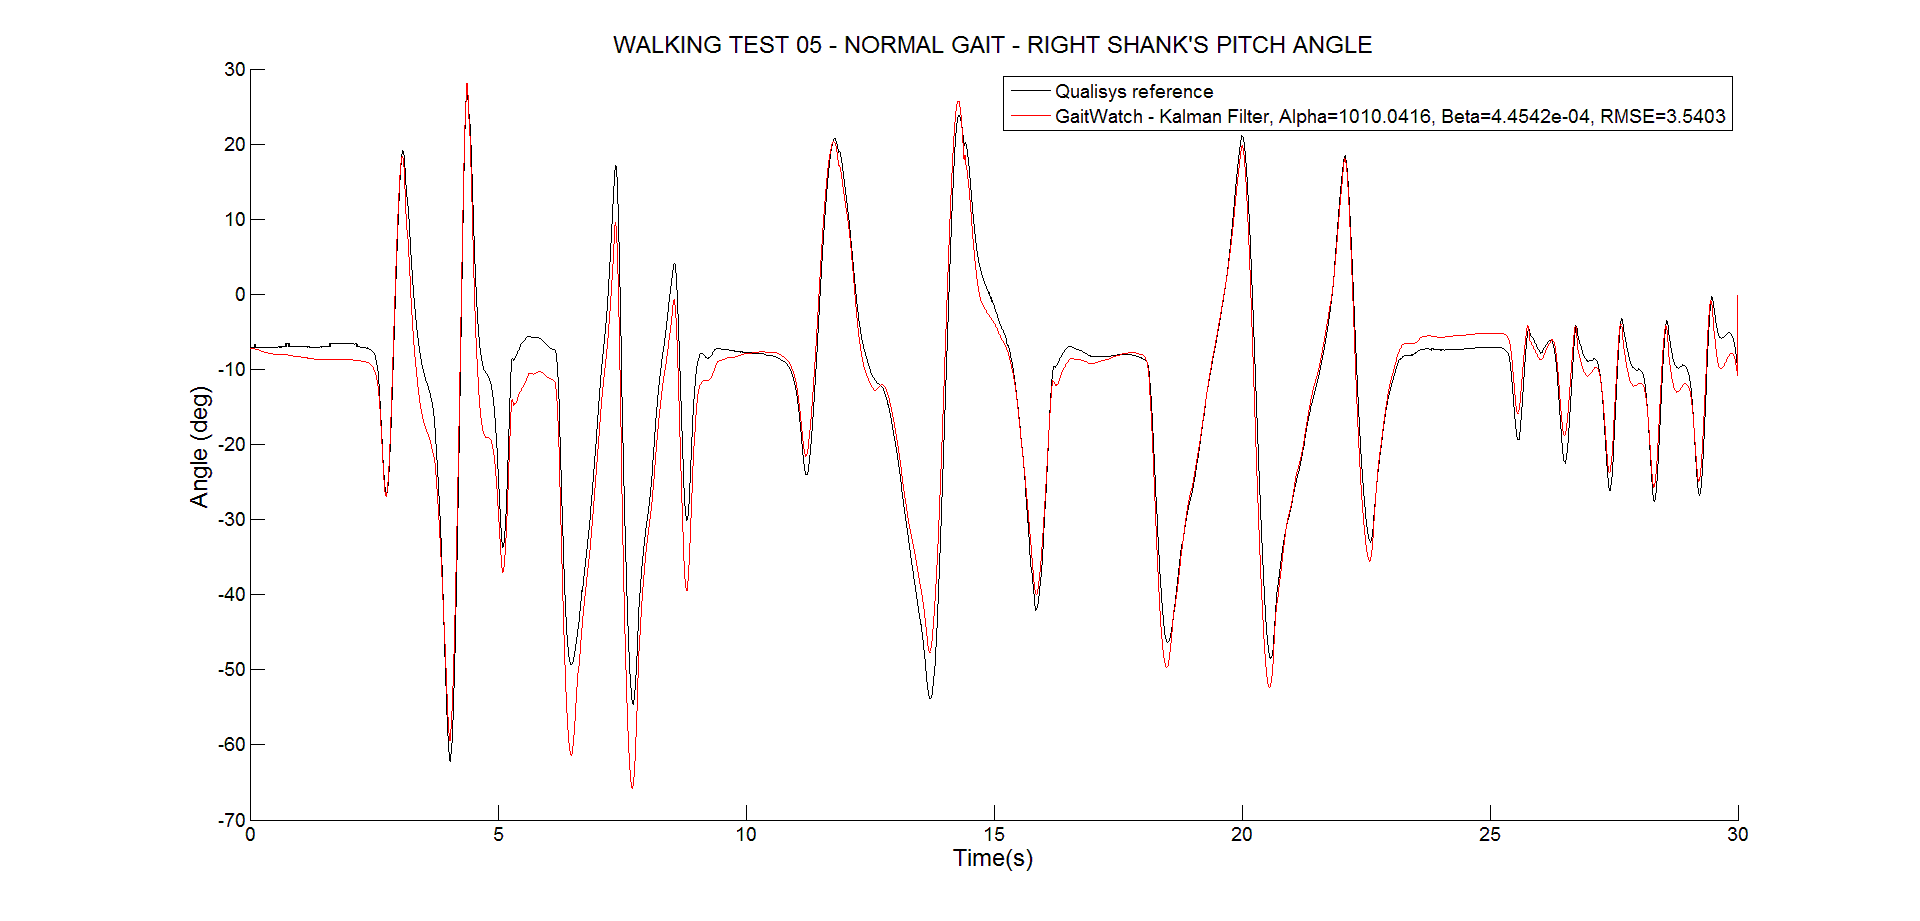 WALKING TEST 05 - NORMAL GAIT - RIGHT SHANK'S PITCH ANGLE
Qualisys reference
GaitWatch - Kalman Filter, Alpha=1010.0416, Beta=4.4542e-04, RMSE=3.5403
30
20
10
0
-10
-20
-30
-40
-50
-60
-70
Angle (deg)
0 5 10 15 20 25 30
Time(s)